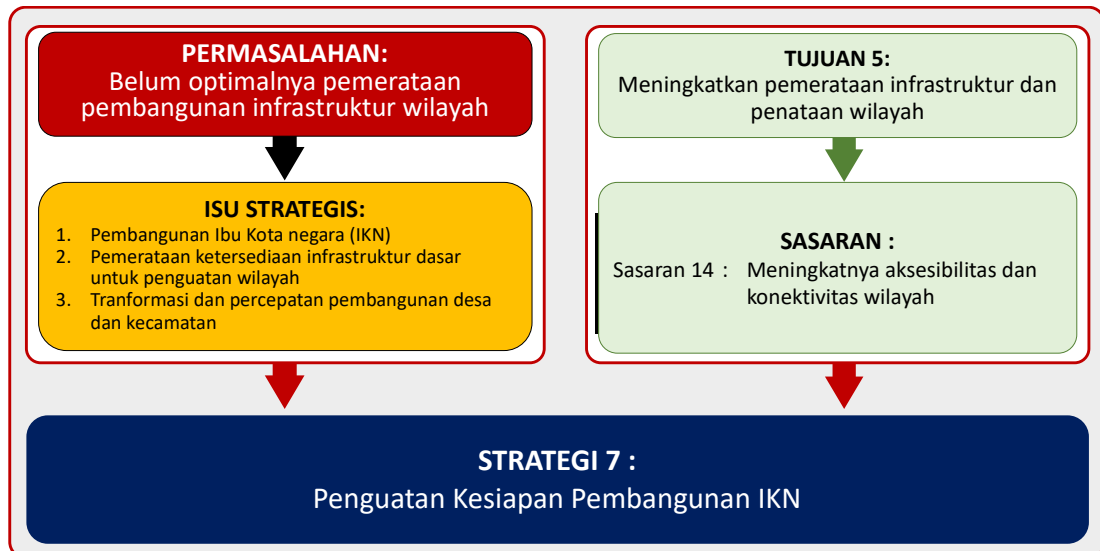 PERMASALAHAN:
Belum optimalnya pemerataan
pembangunan infrastruktur wilayah
ISU STRATEGIS:
1. Pembangunan Ibu Kota negara (IKN)
2. Pemerataan ketersediaan infrastruktur dasar
untuk penguatan wilayah
3. Tranformasi dan percepatan pembangunan desa
dan kecamatan
TUJUAN 5:
Meningkatkan pemerataan infrastruktur dan
penataan wilayah
SASARAN :
Sasaran 14 : Meningkatnya aksesibilitas dan
konektivitas wilayah
STRATEGI 7 :
Penguatan Kesiapan Pembangunan IKN